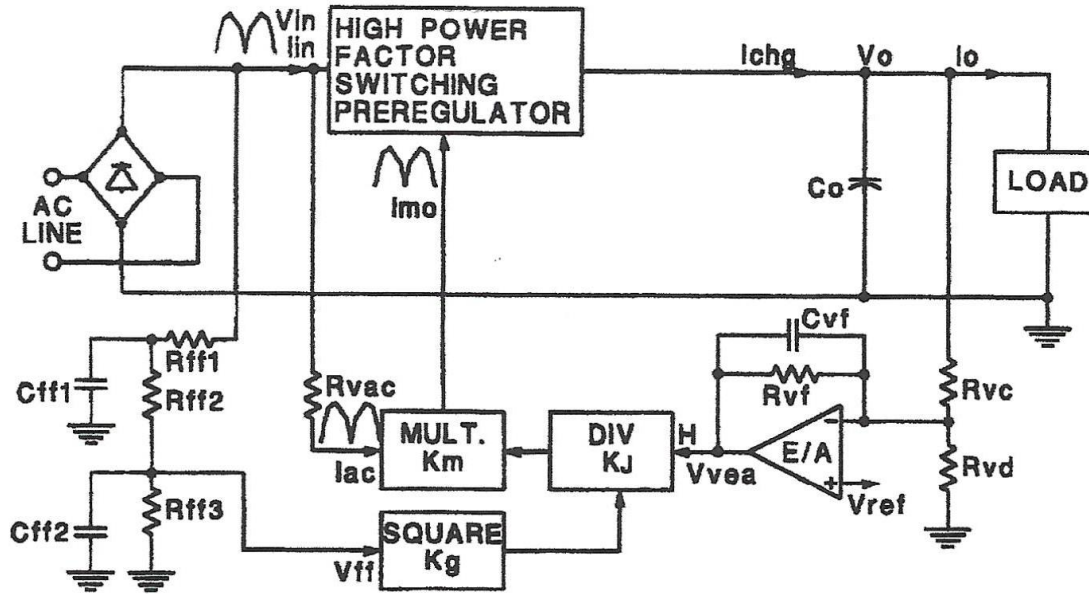 Vin
Iin
HIGH POWER
FACTOR
SWITCHING
PREREGULATOR
Ichg
Vo
Io
AC
LINE
Imo
Co
LOAD
Rff1
Cff1
Rff2
Rvac
Cvf
Rvf
Rvc
Iac
MULT.
Km
DIV
KJ
H
Vvea
E/A
-
+
Vref
Rvd
Cff2
Rff3
Vff
SQUARE
Kg